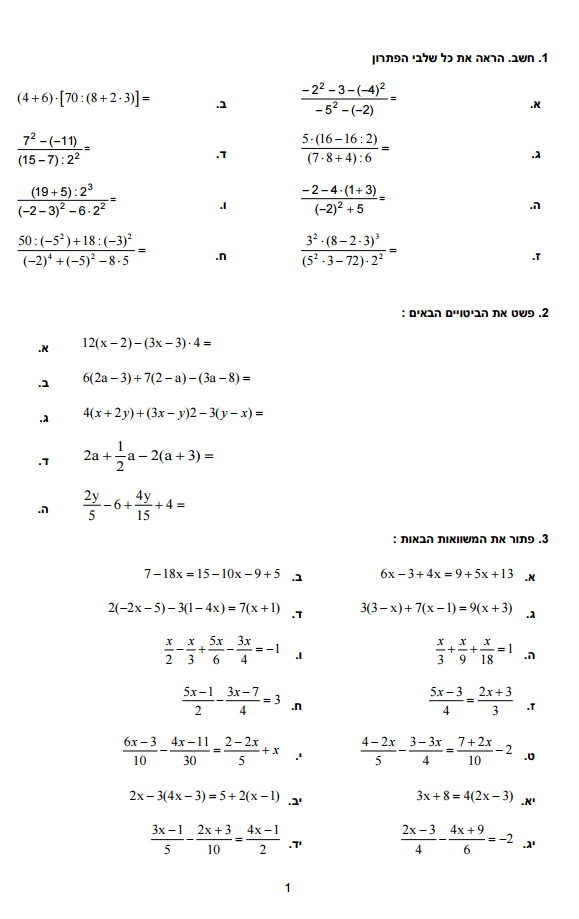 1. חשב. הראה את כל שלבי הפתרון
א. (−2² − 3 − (−4)²)/(−5² − (−2)) =
ב. (4 + 6) · [70 : (8 + 2 · 3)] =
ג. (5 · (16 − 16 : 2))/((7 · 8 + 4) : 6) =
ד. (7² − (−11))/((15 − 7) : 2²) =
ה. (−2 − 4 · (1 + 3))/((−2)² + 5) =
ו. ((19 + 5) : 2³)/((−2 − 3)² − 6 · 2²) =
ז. (3² · (8 − 2 · 3)³)/((5² · 3 − 72) · 2²) =
ח. (50 : (−5²) + 18 : (−3)²)/((−2)⁴ + (−5)² − 8 · 5) =
2. פשט את הביטויים הבאים :
א. 12(x − 2) − (3x − 3) · 4 =
ב. 6(2a − 3) + 7(2 − a) − (3a − 8) =
ג. 4(x + 2y) + (3x − y)2 − 3(y − x) =
ד. 2a + 1/2 a − 2(a + 3) =
ה. 2y/5 − 6 + 4y/15 + 4 =
3. פתור את המשוואות הבאות :
א. 6x − 3 + 4x = 9 + 5x + 13
ב. 7 − 18x = 15 − 10x − 9 + 5
ג. 3(3 − x) + 7(x − 1) = 9(x + 3)
ד. 2(−2x − 5) − 3(1 − 4x) = 7(x + 1)
ה. x/3 + x/9 + x/18 = 1
ו. x/2 − x/3 + 5x/6 − 3x/4 = −1
ז. (5x − 3)/4 = (2x + 3)/3
ח. (5x − 1)/2 − (3x − 7)/4 = 3
ט. (4 − 2x)/5 − (3 − 3x)/4 = (7 + 2x)/10 − 2
י. (6x − 3)/10 − (4x − 11)/30 = (2 − 2x)/5 + x
יא. 3x + 8 = 4(2x − 3)
יב. 2x − 3(4x − 3) = 5 + 2(x − 1)
יג. (2x − 3)/4 − (4x + 9)/6 = −2
יד. (3x − 1)/5 − (2x + 3)/10 = (4x − 1)/2
1